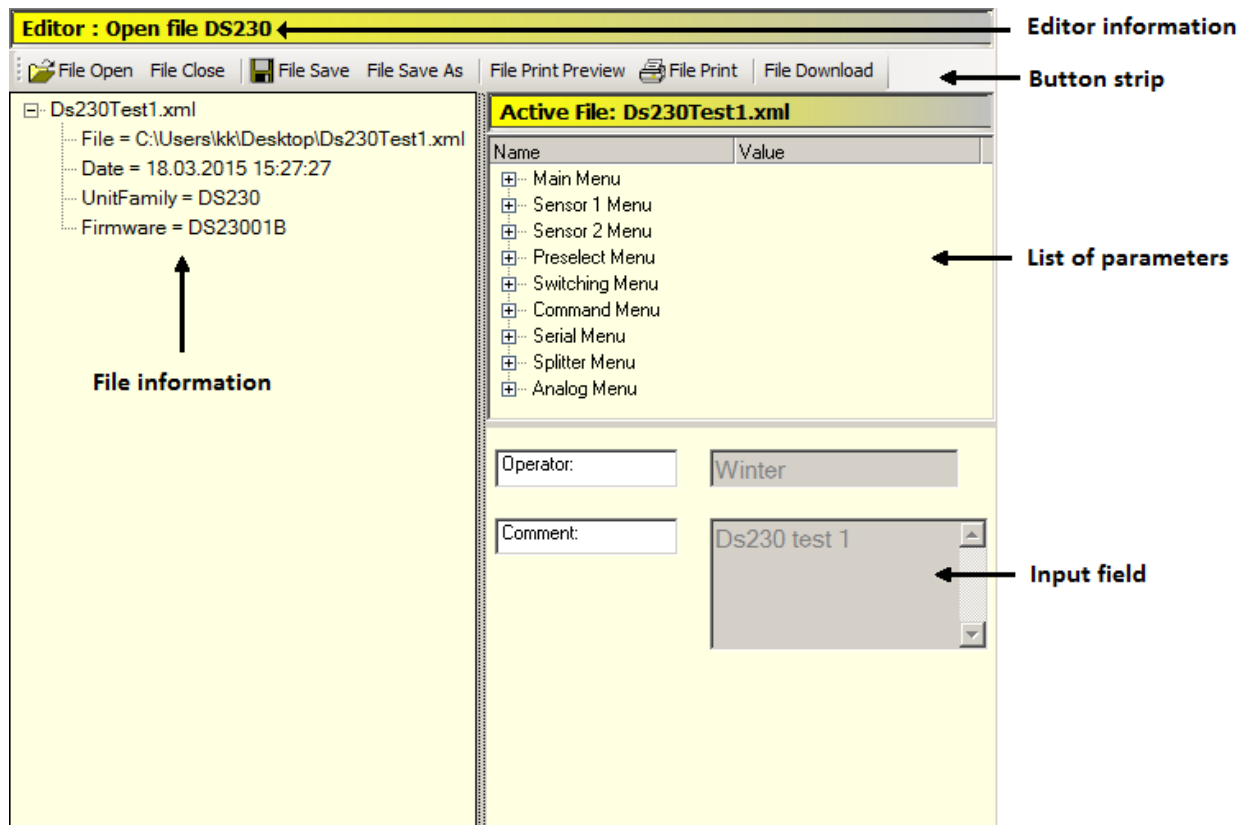 Editor : Open file DS230
Editor information
File Open File Close File Save File Save As File Print Preview File Print File Download
Button strip
Ds230Test1.xml
File = C:\Users\kk\Desktop\Ds230Test1.xml
Date = 18.03.2015 15:27:27
UnitFamily = DS230
Firmware = DS23001B
File information
Active File: Ds230Test1.xml
Name Value
Main Menu
Sensor 1 Menu
Sensor 2 Menu
Preselect Menu
Switching Menu
Command Menu
Serial Menu
Splitter Menu
Analog Menu
List of parameters
Operator: Winter
Comment: Ds230 test 1
Input field